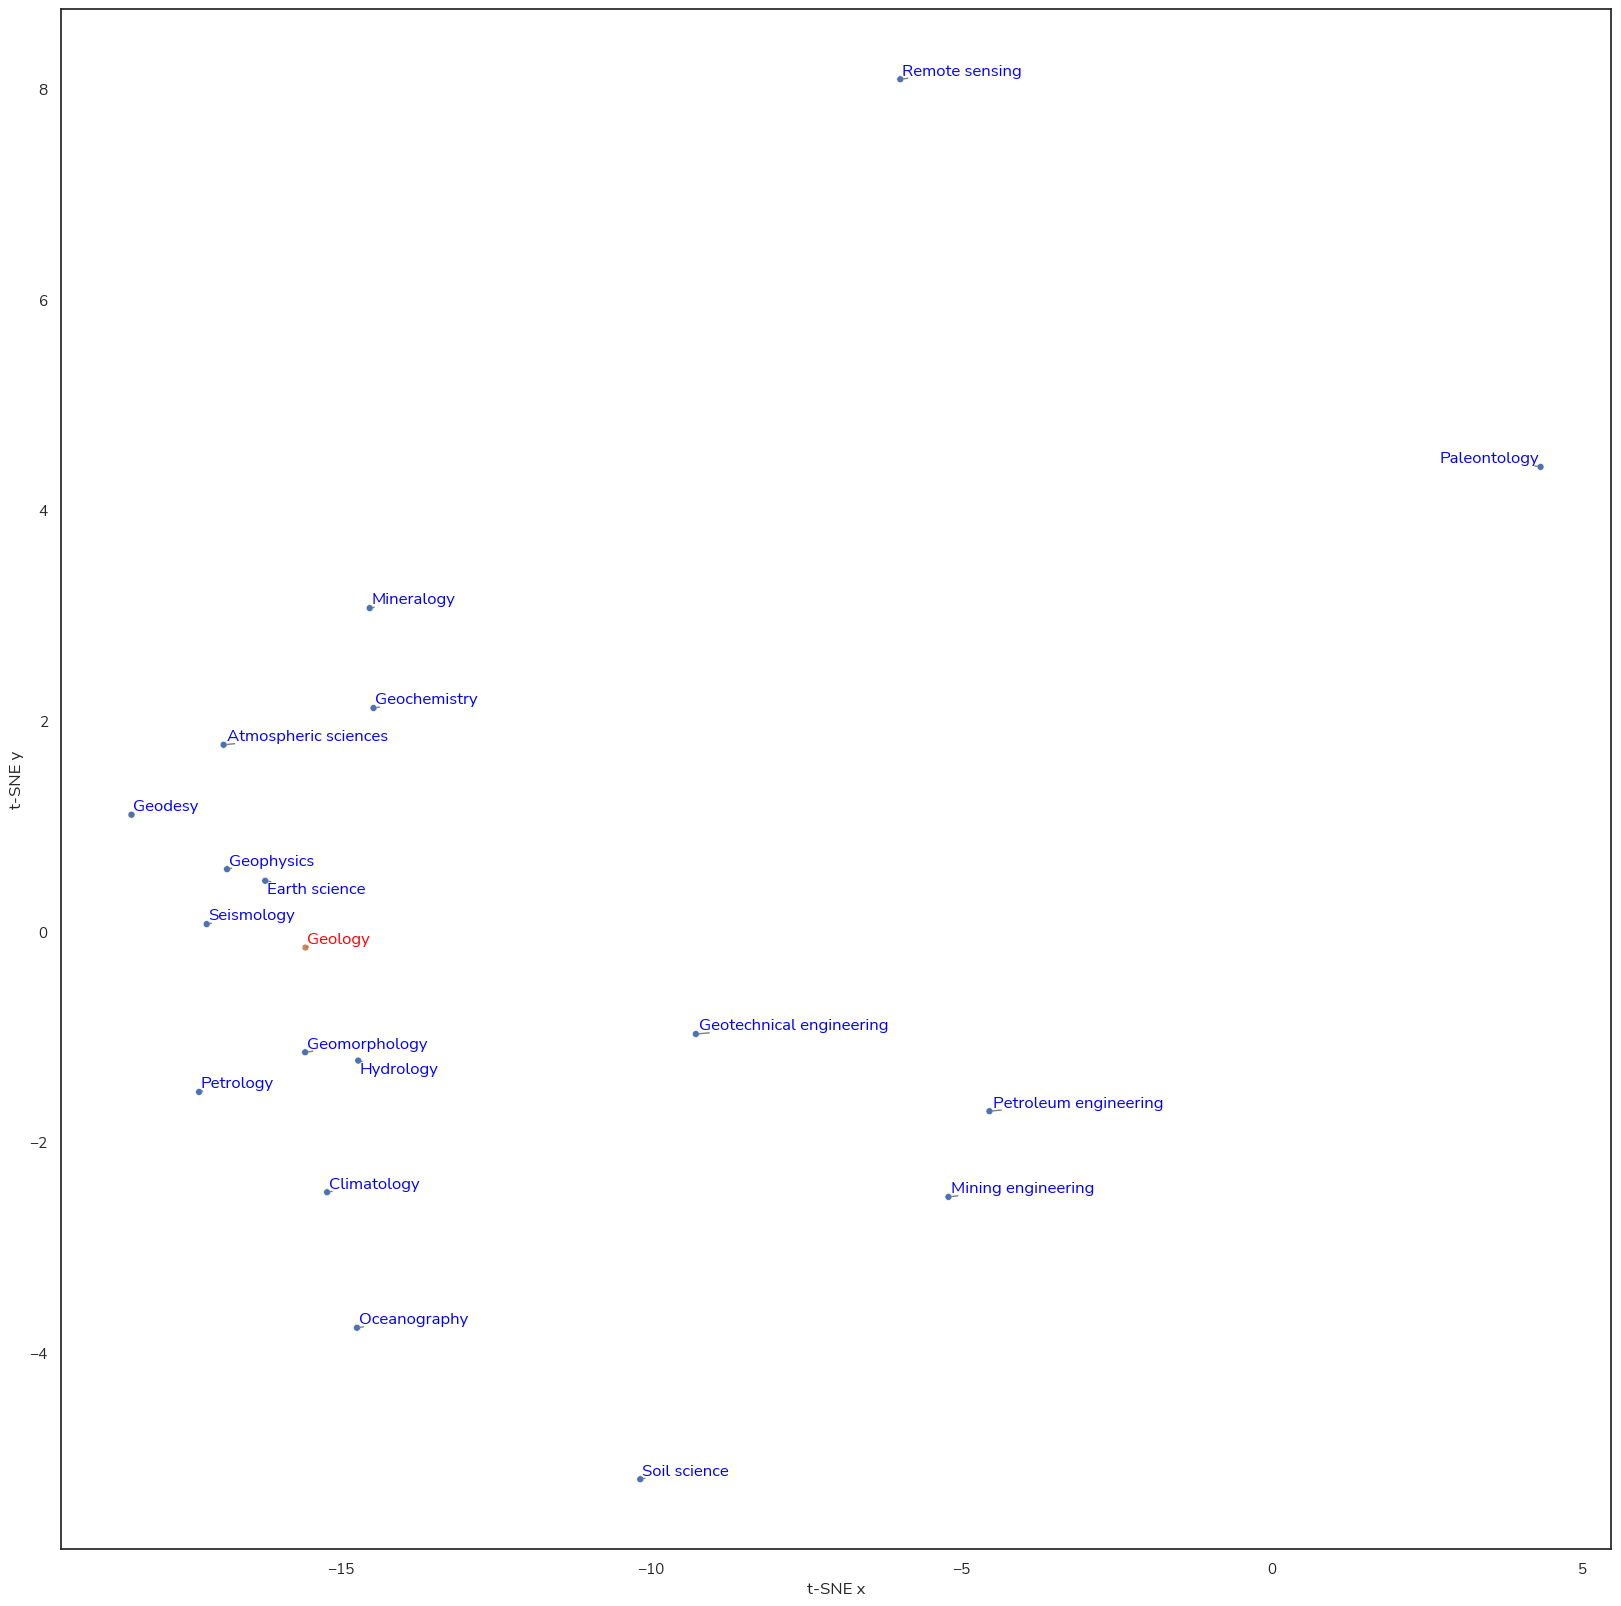 Remote sensing
8
6
Paleontology
4
Mineralogy
Geochemistry
2
Atmospheric sciences
t-SNE y
Geodesy
Geophysics
Earth science
Seismology
0
Geology
Geotechnical engineering
Geomorphology
Hydrology
Petrology
Petroleum engineering
−2
Climatology
Mining engineering
Oceanography
−4
Soil science
−15 −10 −5 0 5
t-SNE x